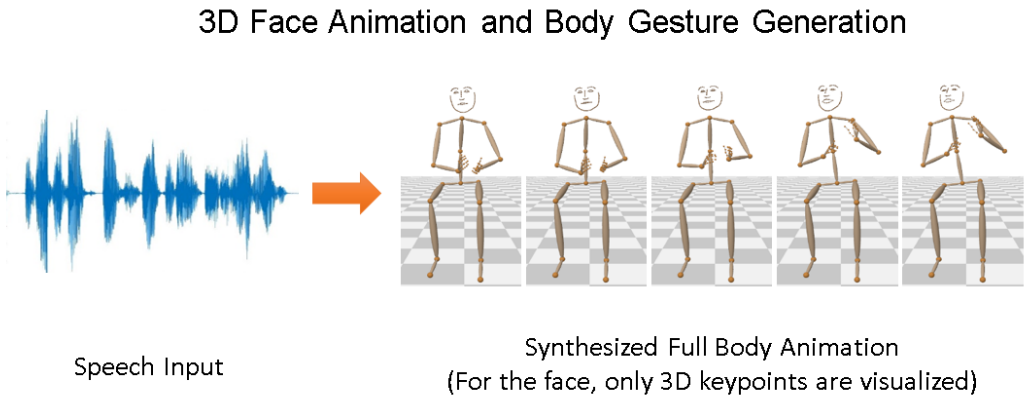 3D Face Animation and Body Gesture Generation
Speech Input
Synthesized Full Body Animation
(For the face, only 3D keypoints are visualized)